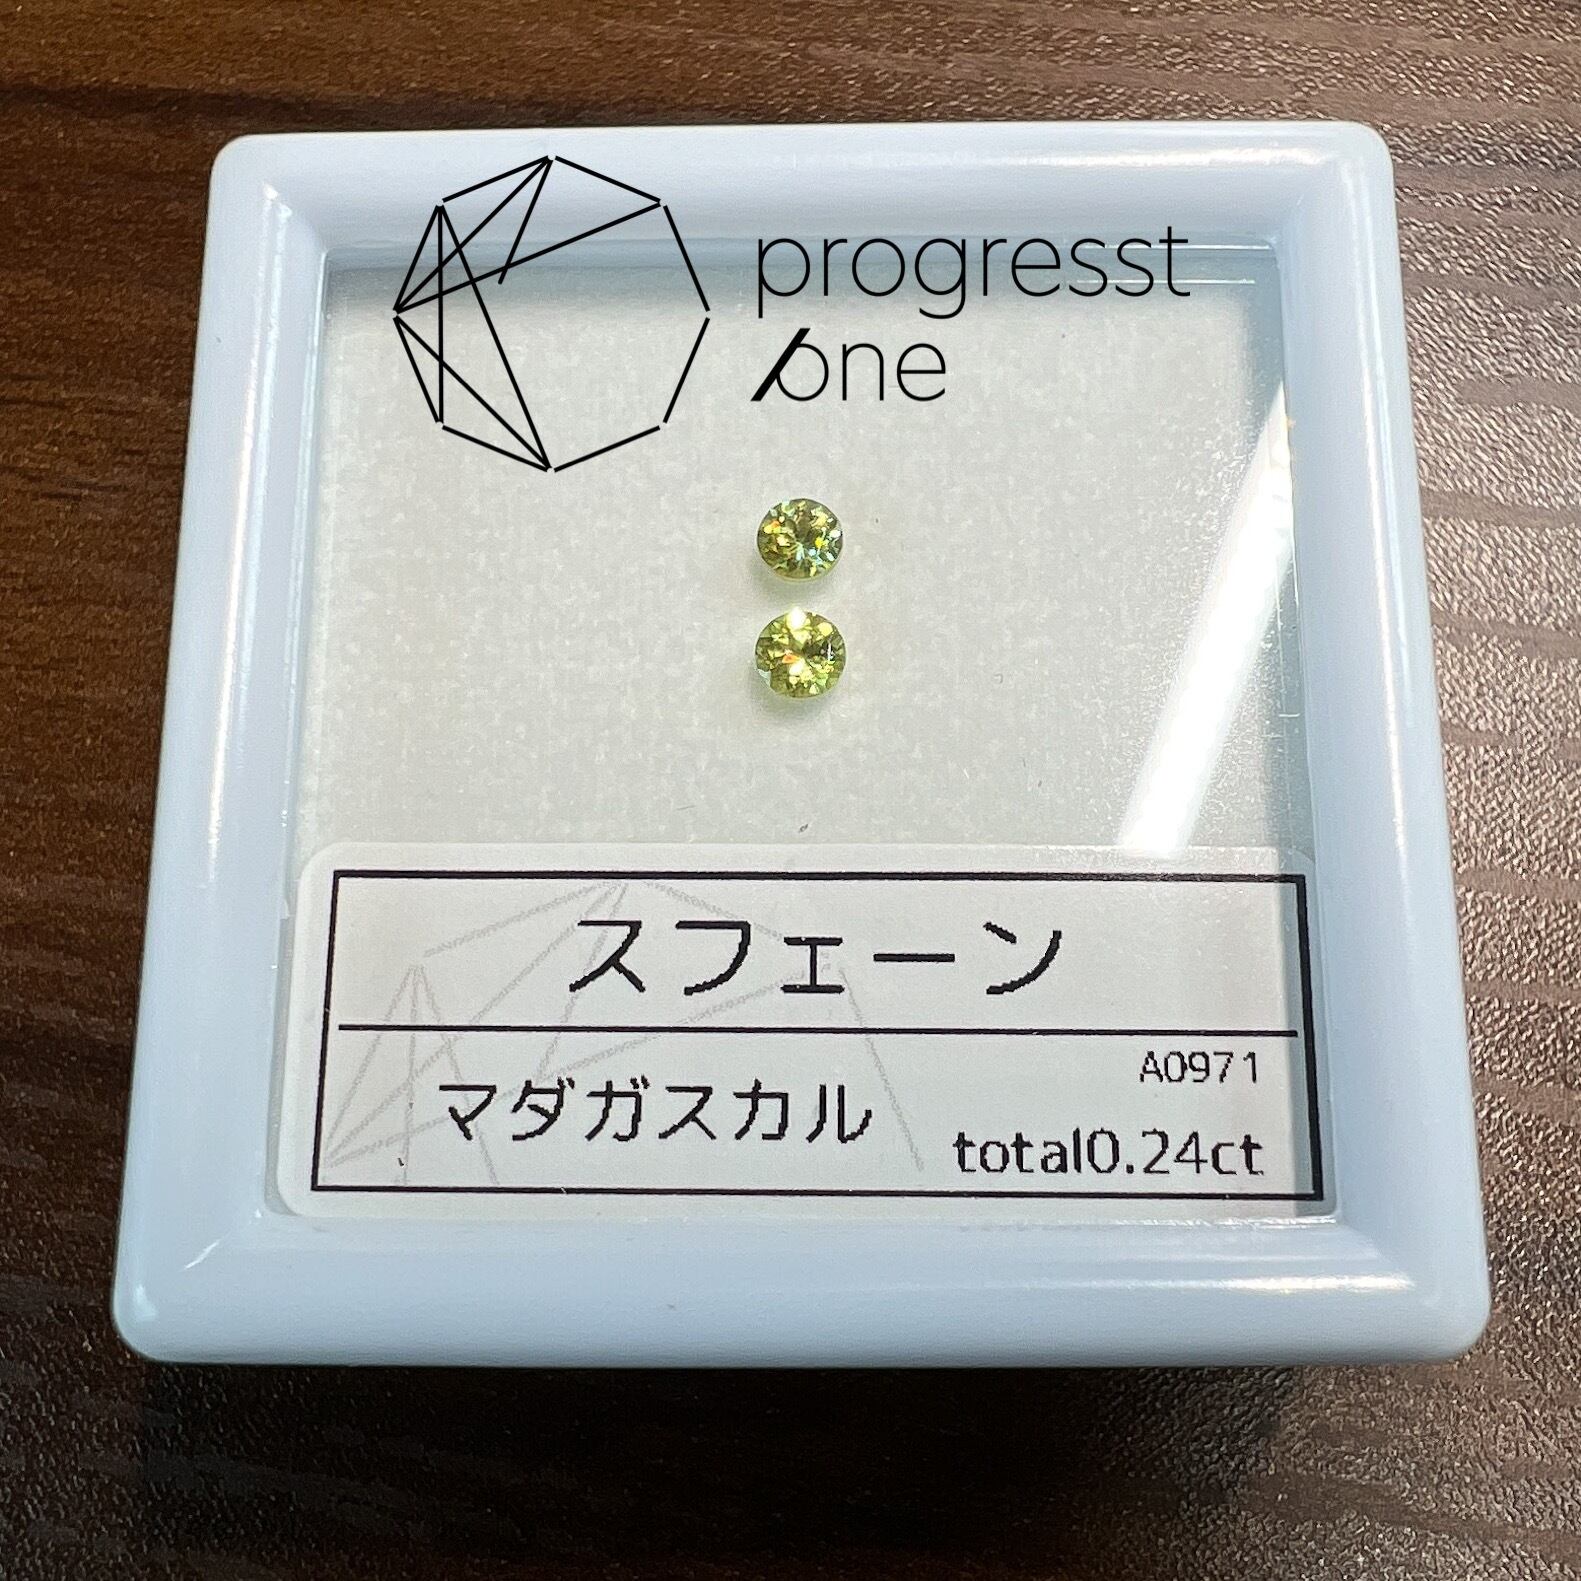 progresst
one
スフェーン
A0971
マダガスカル
total0.24ct